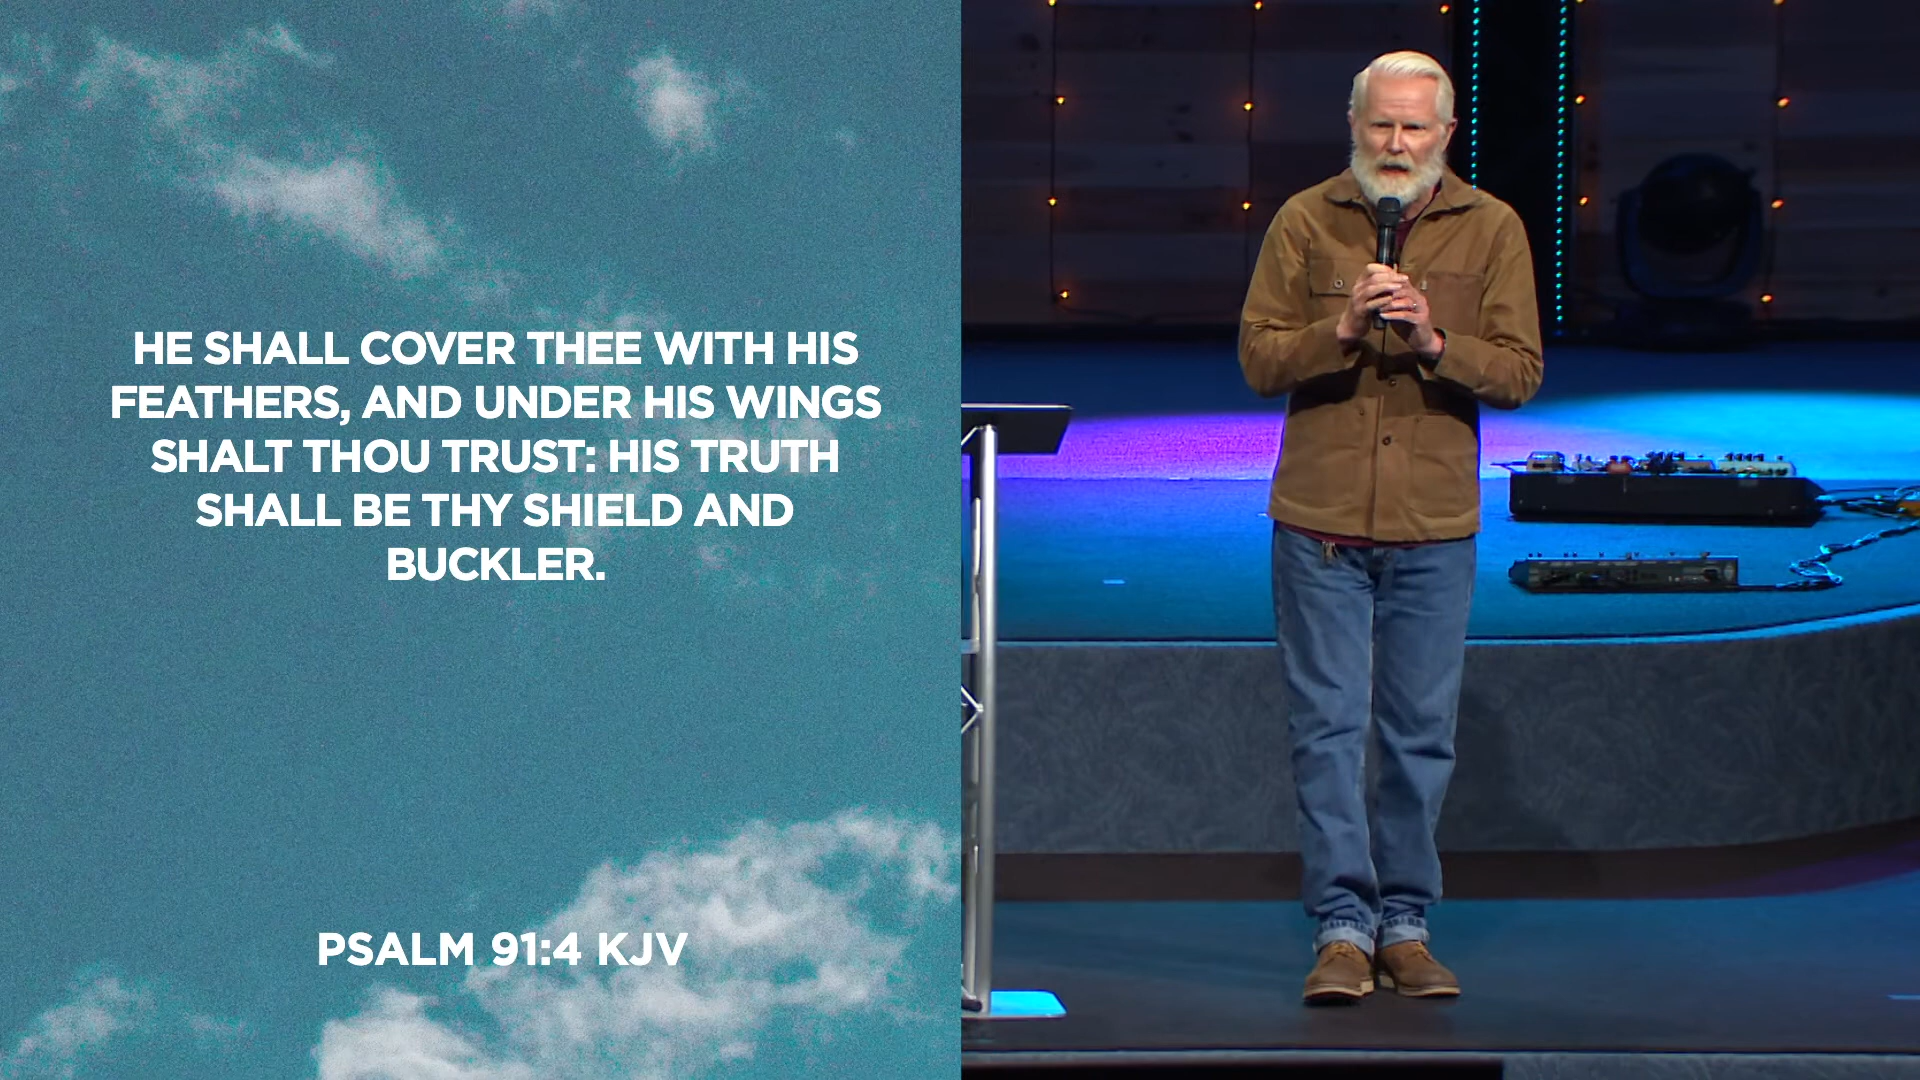 HE SHALL COVER THEE WITH HIS
FEATHERS, AND UNDER HIS WINGS
SHALT THOU TRUST: HIS TRUTH
SHALL BE THY SHIELD AND
BUCKLER.
PSALM 91:4 KJV